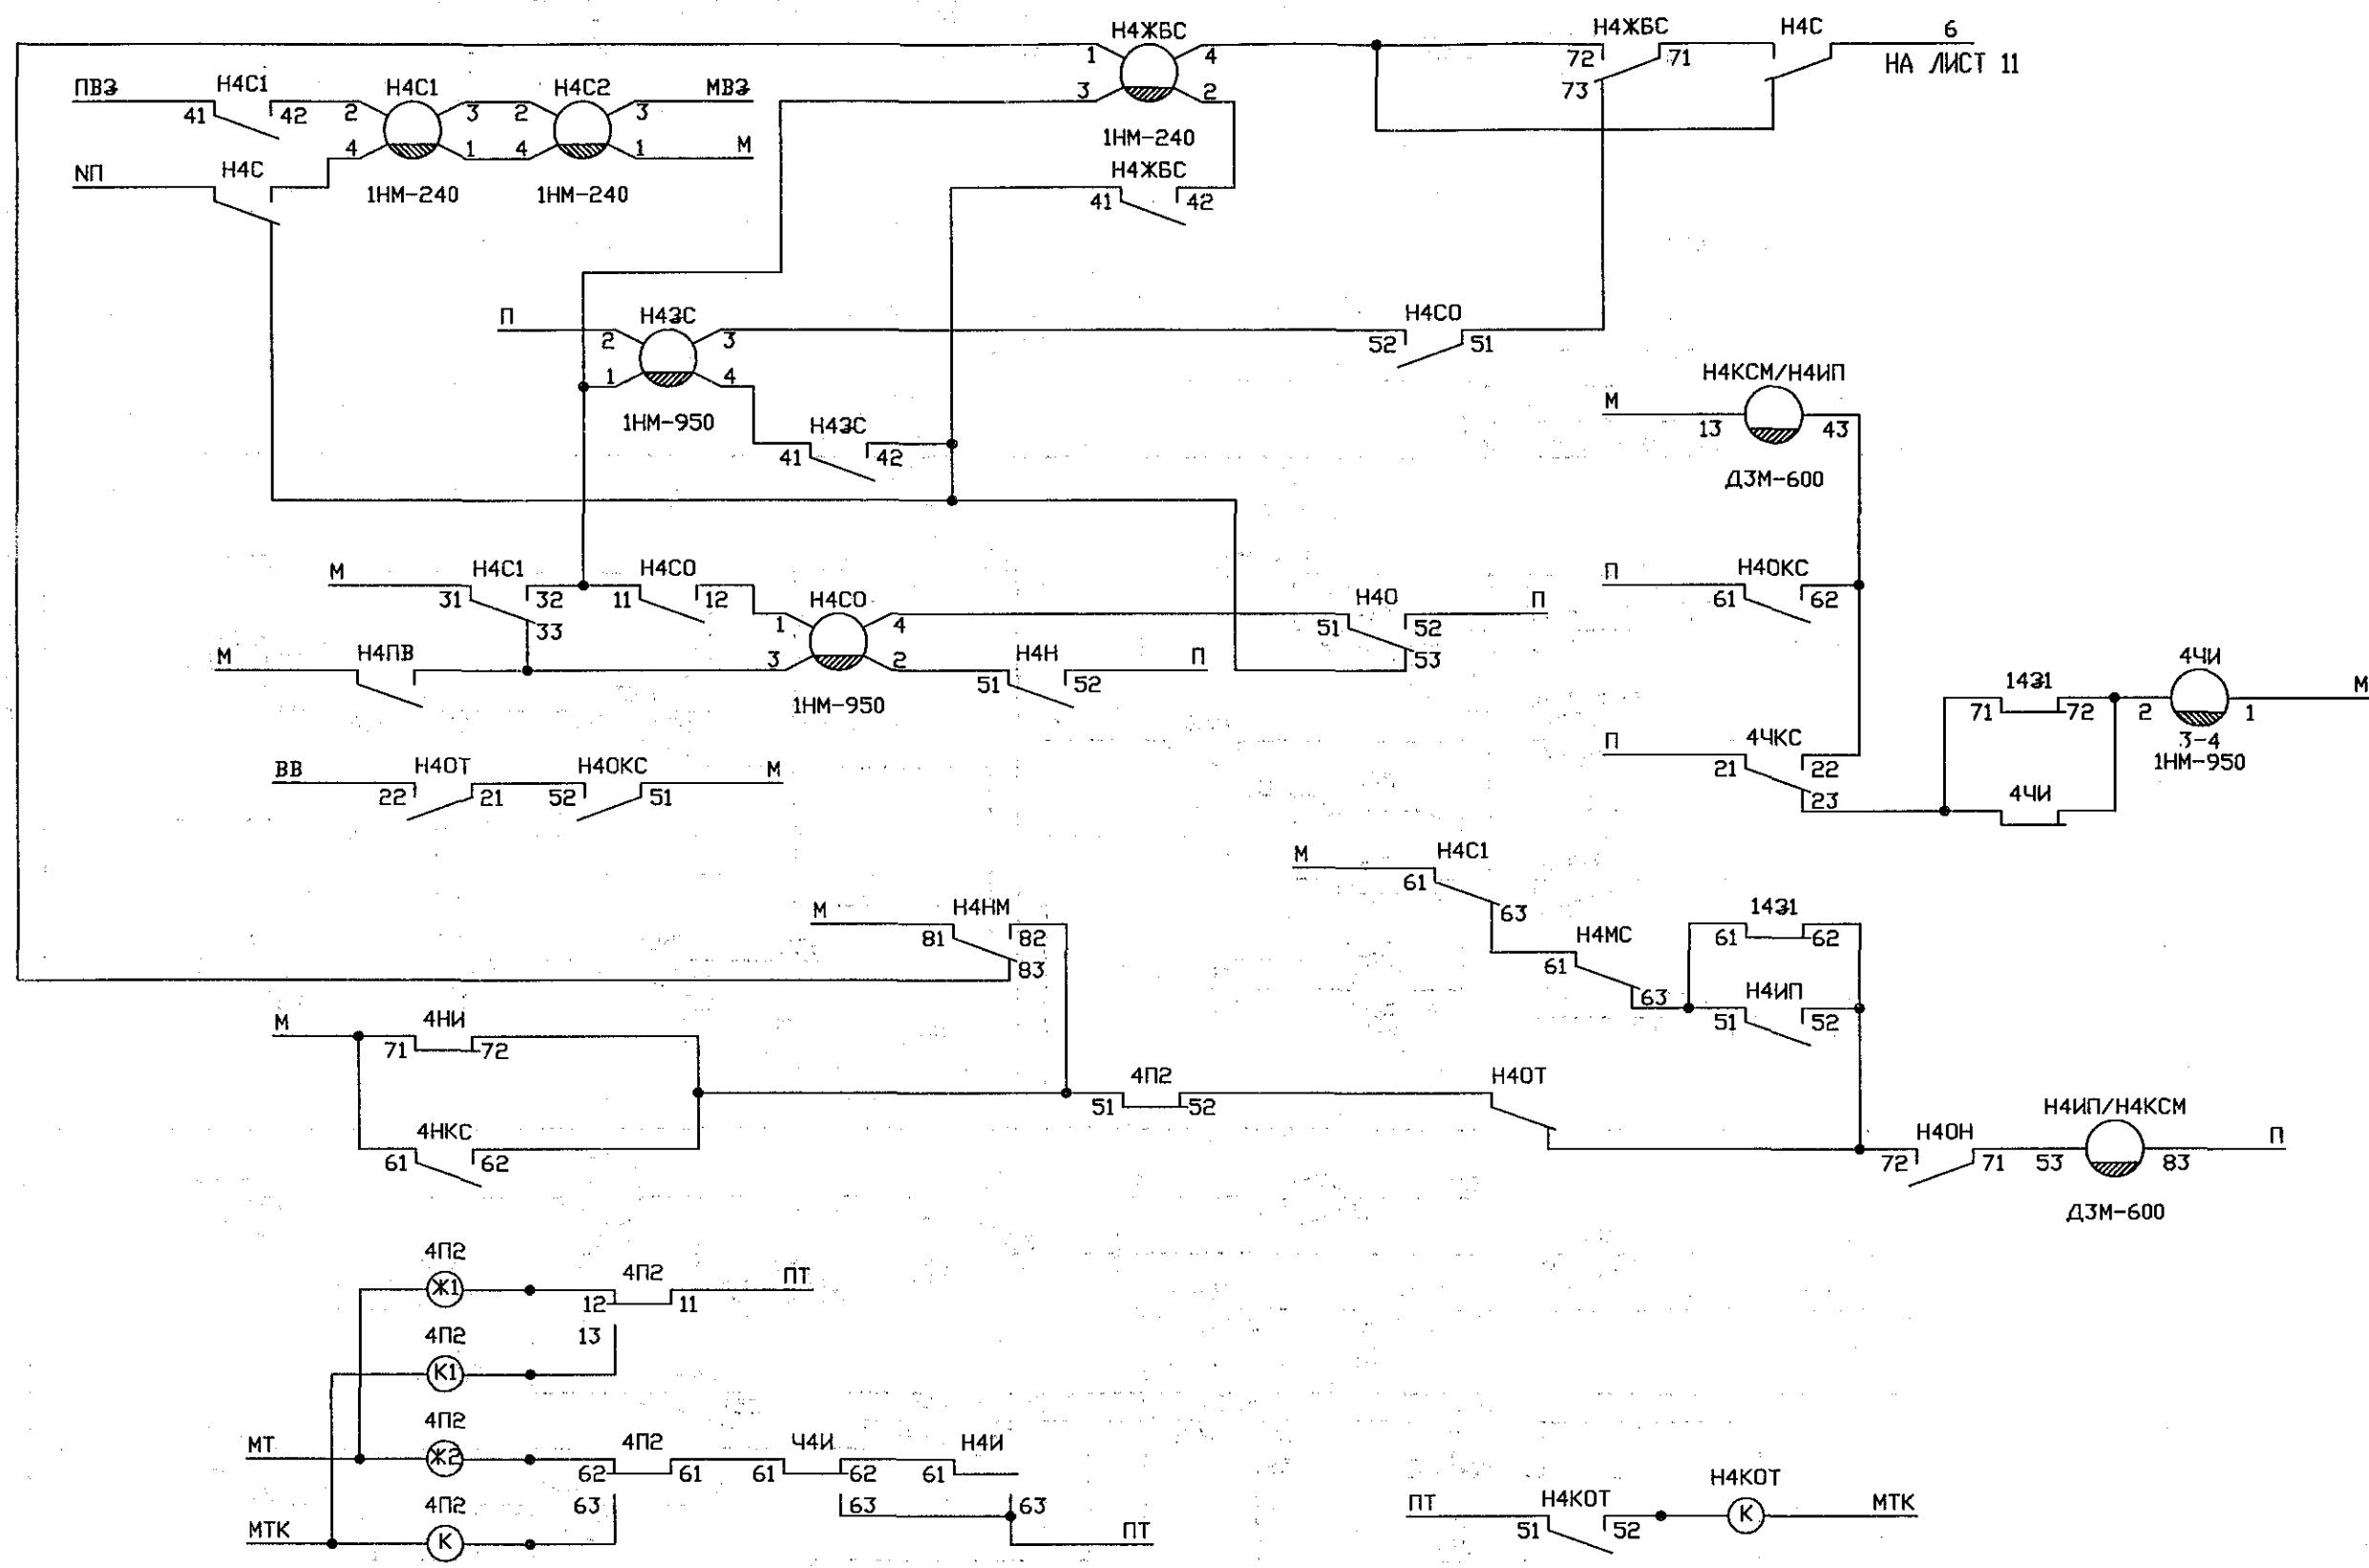 Н4ЖБС
1 4
3 2
1НМ-240
Н4ЖБС
41 42
Н4ЖБС
72 71
73
Н4С
6
НА ЛИСТ 11
ПВЗ
Н4С1
41 42
Н4С1
2 3
4 1
1НМ-240
Н4С2
2 3
4 1
1НМ-240
МВЗ
М
NП
Н4С
П
Н4ЗС
2 3
1 4
1НМ-950
Н4ЗС
41 42
Н4СО
52 51
Н4КСМ/Н4ИП
М
13 43
Д3М-600
М
Н4С1
31 32
33
Н4СО
11 12
Н4СО
1 4
3 2
1НМ-950
Н4О
51 52
53
П
М
Н4ПВ
Н4Н
51 52
П
П
Н4ОКС
61 62
П
4ЧКС
21 22
23
14З1
71 72
4ЧИ
4ЧИ
2 1
3-4
1НМ-950
М
ВВ
Н4ОТ
22 21
Н4ОКС
52 51
М
М
Н4С1
61
63
Н4МС
61
63
14З1
61 62
Н4ИП
51 52
М
Н4НМ
81 82
83
М
4НИ
71 72
4НКС
61 62
4П2
51 52
Н4ОТ
Н4ОН
72 71
Н4ИП/Н4КСМ
53 83
П
Д3М-600
4П2
Ж1
4П2
12 11
13
ПТ
4П2
К1
4П2
МТ
Ж2
4П2
62 61
63
Ч4И
61 62
63
Н4И
61
63
4П2
МТК
К
ПТ
ПТ
Н4КОТ
51 52
Н4КОТ
К
МТК